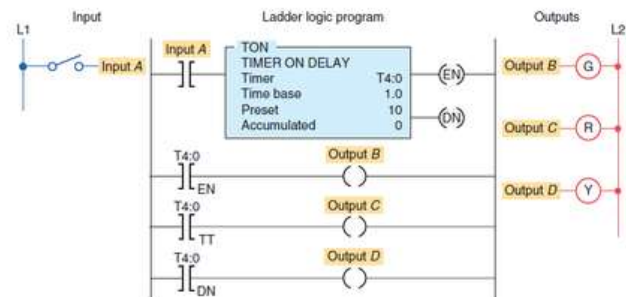 Input
Ladder logic program
Outputs
L1
L2
Input A
Input A
TON
TIMER ON DELAY
Timer T4:0
Time base 1.0
Preset 10
Accumulated 0
EN
DN
Output B
G
Output C
R
Output D
Y
T4:0
EN
Output B
T4:0
TT
Output C
T4:0
DN
Output D